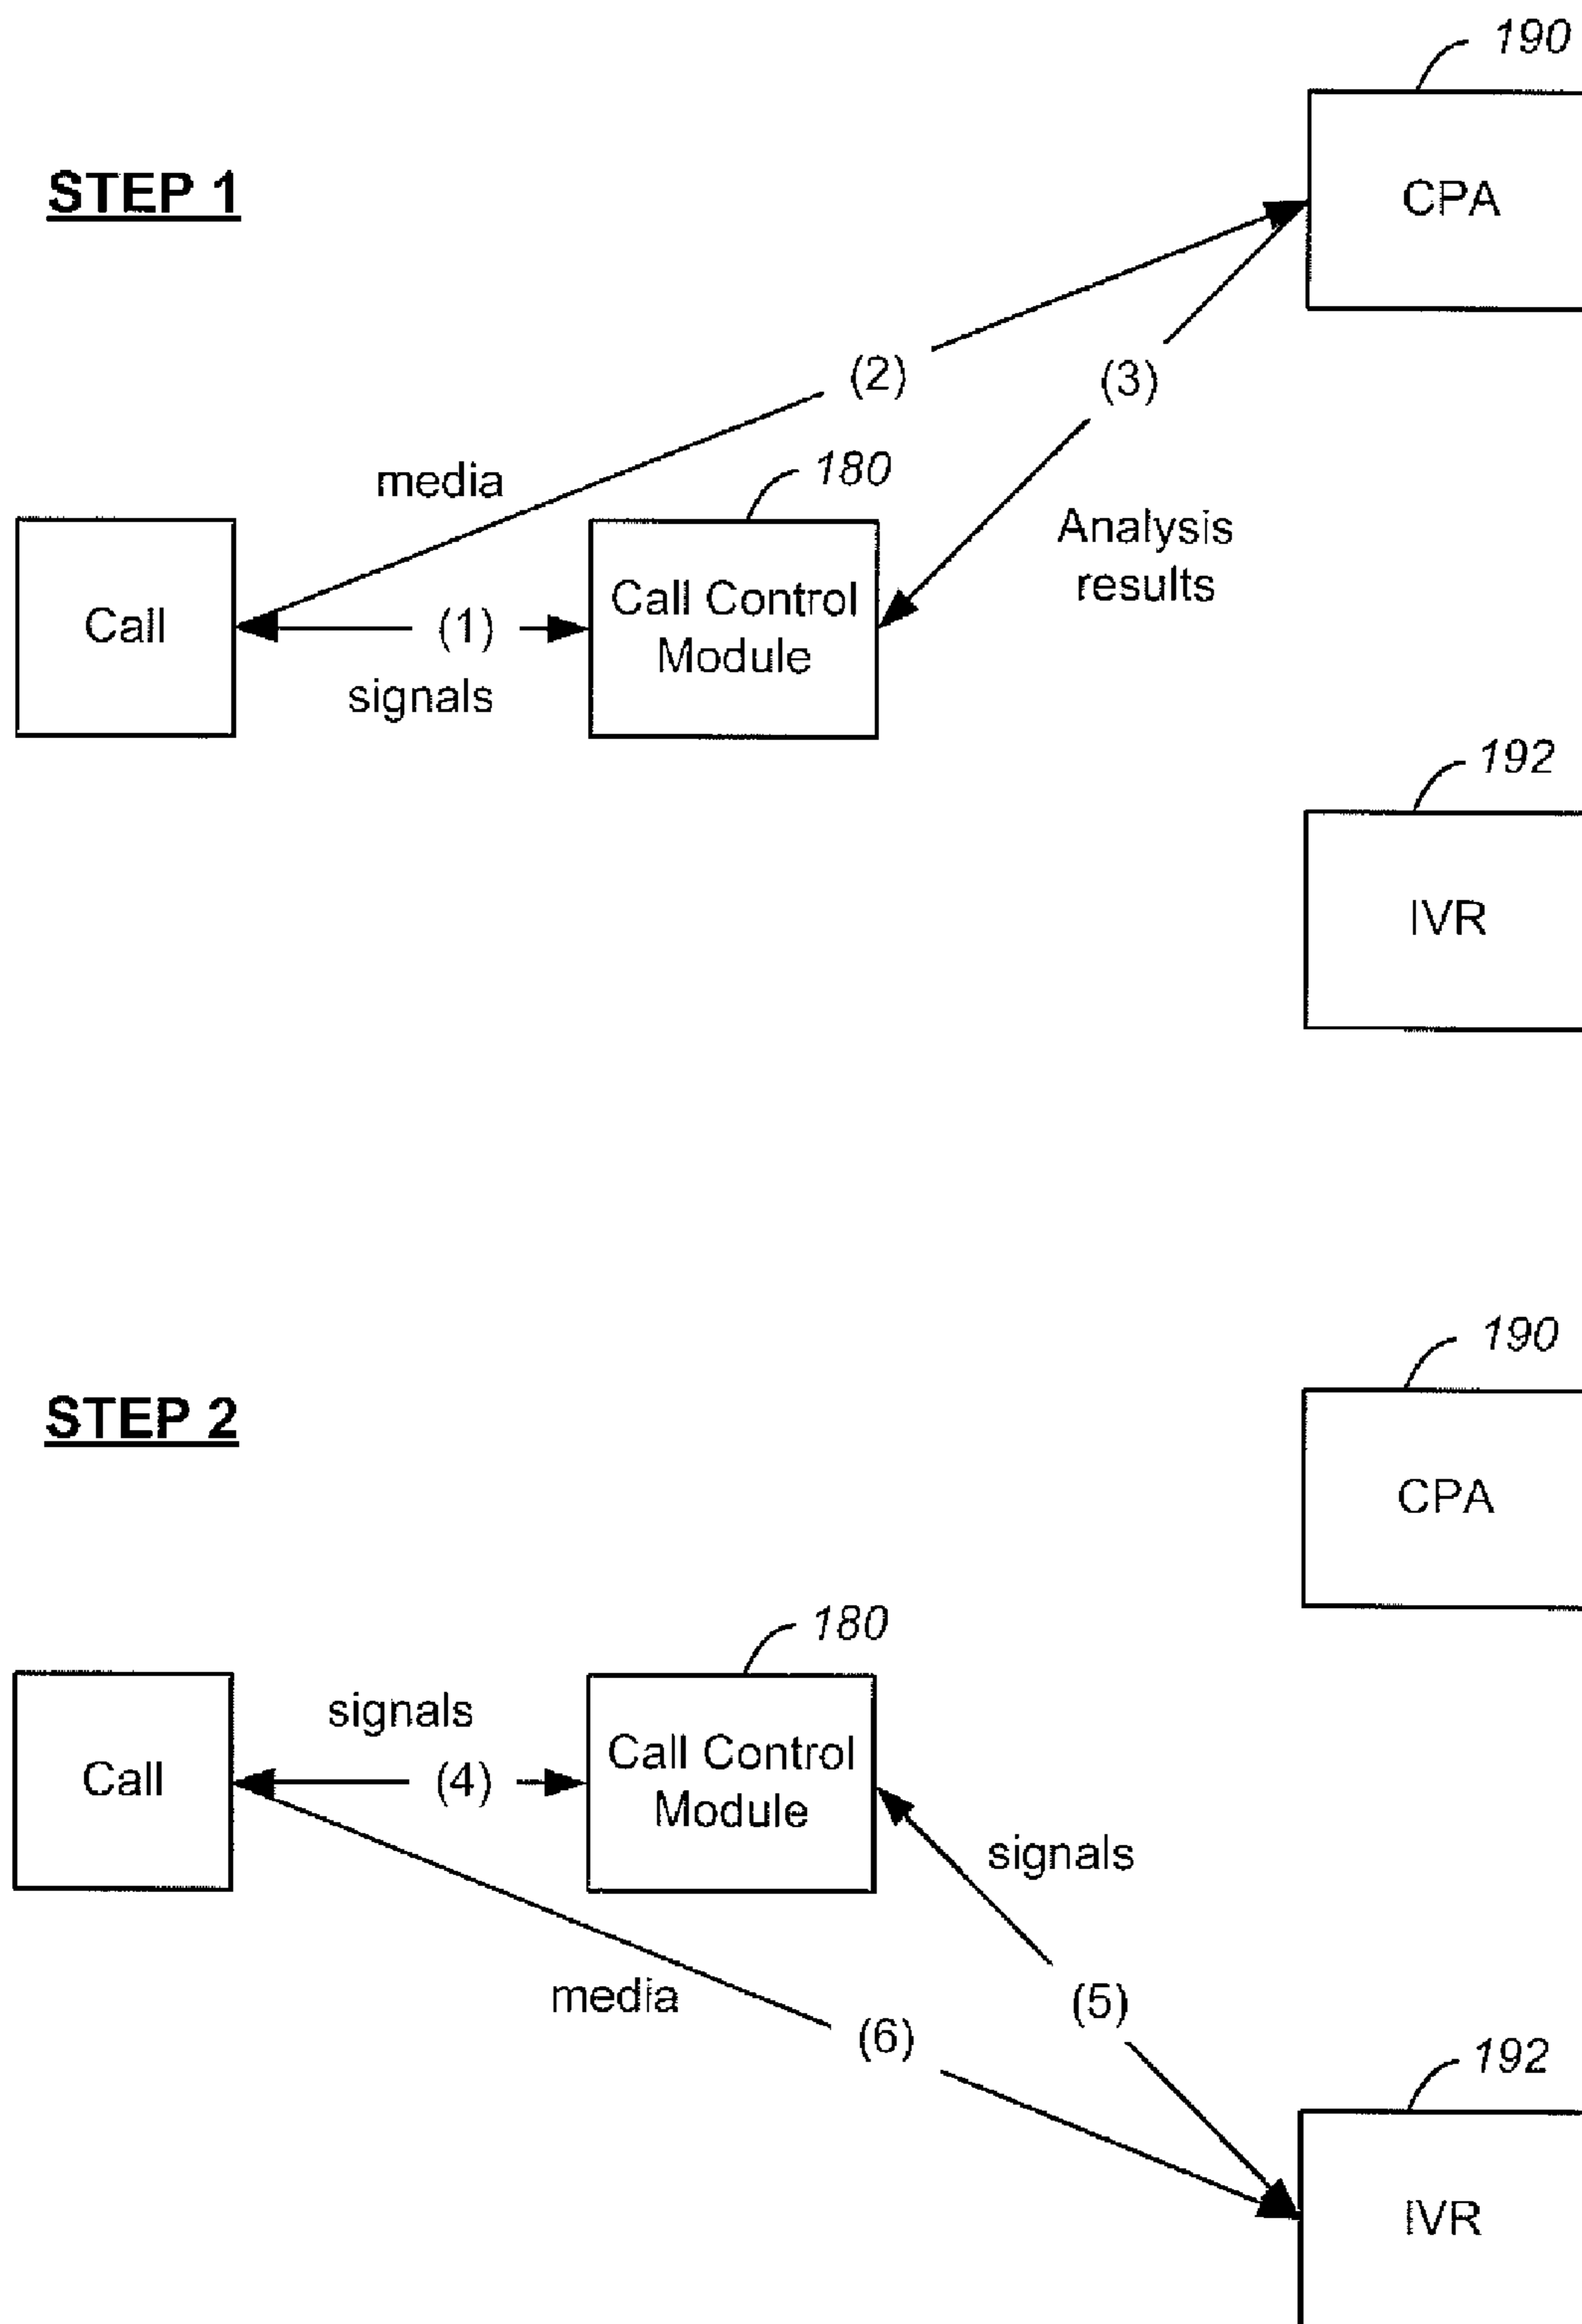 190
STEP 1
CPA
(2)
(3)
media
180
Analysis
results
Call
(1)
signals
Call Control
Module
192
IVR
190
STEP 2
CPA
180
signals
Call
(4)
Call Control
Module
signals
media
(5)
(6)
192
IVR